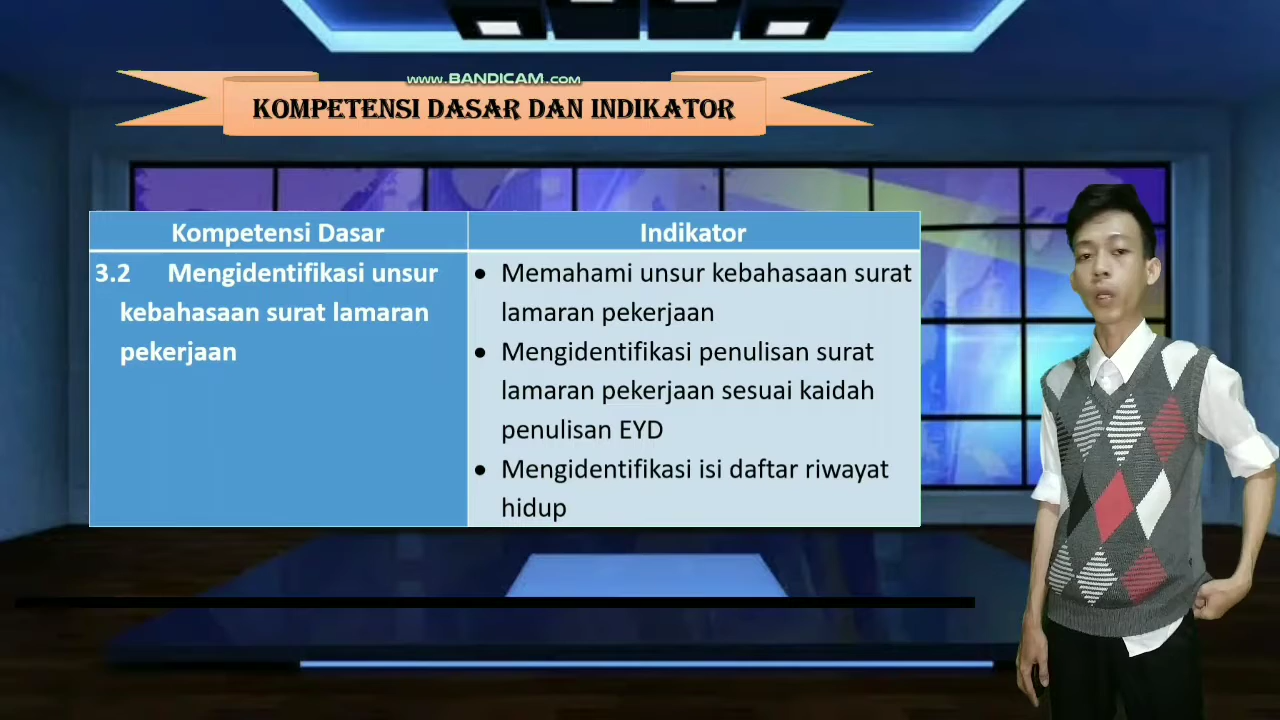 www.BANDICAM.com
KOMPETENSI DASAR DAN INDIKATOR
Kompetensi Dasar
Indikator
3.2 Mengidentifikasi unsur
kebahasaan surat lamaran
pekerjaan
• Memahami unsur kebahasaan surat
lamaran pekerjaan
• Mengidentifikasi penulisan surat
lamaran pekerjaan sesuai kaidah
penulisan EYD
• Mengidentifikasi isi daftar riwayat
hidup